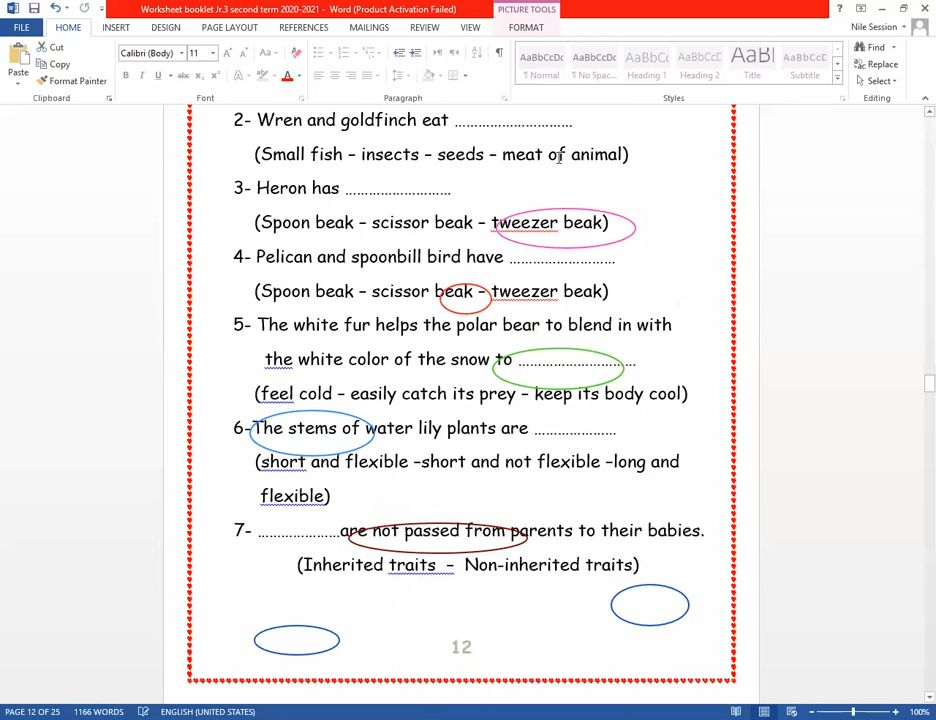 Worksheet booklet Jr.3 second term 2020-2021 - Word (Product Activation Failed)
PICTURE TOOLS
FILE HOME INSERT DESIGN PAGE LAYOUT REFERENCES MAILINGS REVIEW VIEW FORMAT
Nile Session
Paste
Cut
Copy
Format Painter
Clipboard
Calibri (Body) 11
Font
Paragraph
AaBbCcDc AaBbCcDc AaBbCc AaBbCc AaBl AaBbCcC
¶ Normal ¶ No Spac... Heading 1 Heading 2 Title Subtitle
Styles
Find
Replace
Select
Editing
2- Wren and goldfinch eat ............................
(Small fish – insects – seeds – meat of animal)
3- Heron has .........................
(Spoon beak – scissor beak – tweezer beak)
4- Pelican and spoonbill bird have .........................
(Spoon beak – scissor beak – tweezer beak)
5- The white fur helps the polar bear to blend in with
the white color of the snow to ............................
(feel cold – easily catch its prey – keep its body cool)
6-The stems of water lily plants are ...................
(short and flexible –short and not flexible –long and
flexible)
7- ...................are not passed from parents to their babies.
(Inherited traits – Non-inherited traits)
12
PAGE 12 OF 25 1166 WORDS ENGLISH (UNITED STATES) 100%